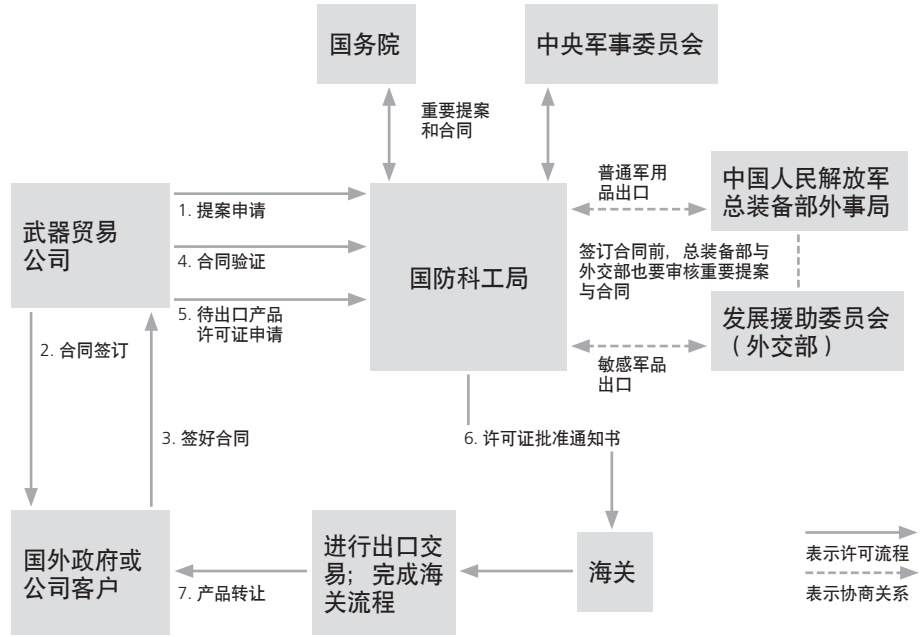 国务院
中央军事委员会
重要提案
和合同
武器贸易
公司
1. 提案申请
4. 合同验证
5. 待出口产品
许可证申请
国防科工局
普通军用
品出口
中国人民解放军
总装备部外事局
签订合同前，总装备部与
外交部也要审核重要提案
与合同
发展援助委员会
（外交部）
敏感军品
出口
2. 合同签订
3. 签好合同
6. 许可证批准通知书
国外政府或
公司客户
7. 产品转让
进行出口交
易；完成海
关流程
海关
表示许可流程
表示协商关系